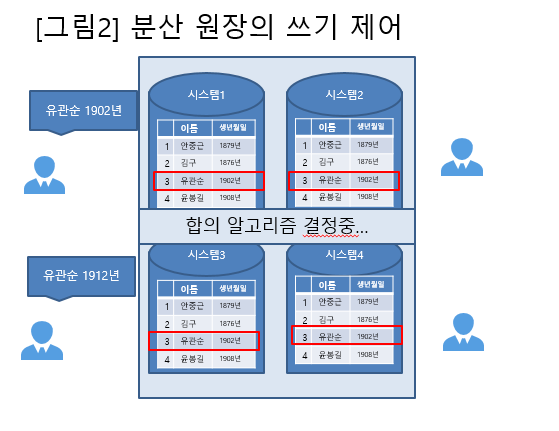 [그림2] 분산 원장의 쓰기 제어
유관순 1902년
시스템1
이름 생년월일
1 안중근 1879년
2 김구 1876년
3 유관순 1902년
4 윤봉길 1908년
시스템2
이름 생년월일
1 안중근 1879년
2 김구 1876년
3 유관순 1902년
4 윤봉길 1908년
합의 알고리즘 결정중...
유관순 1912년
시스템3
이름 생년월일
1 안중근 1879년
2 김구 1876년
3 유관순 1902년
4 윤봉길 1908년
시스템4
이름 생년월일
1 안중근 1879년
2 김구 1876년
3 유관순 1902년
4 윤봉길 1908년